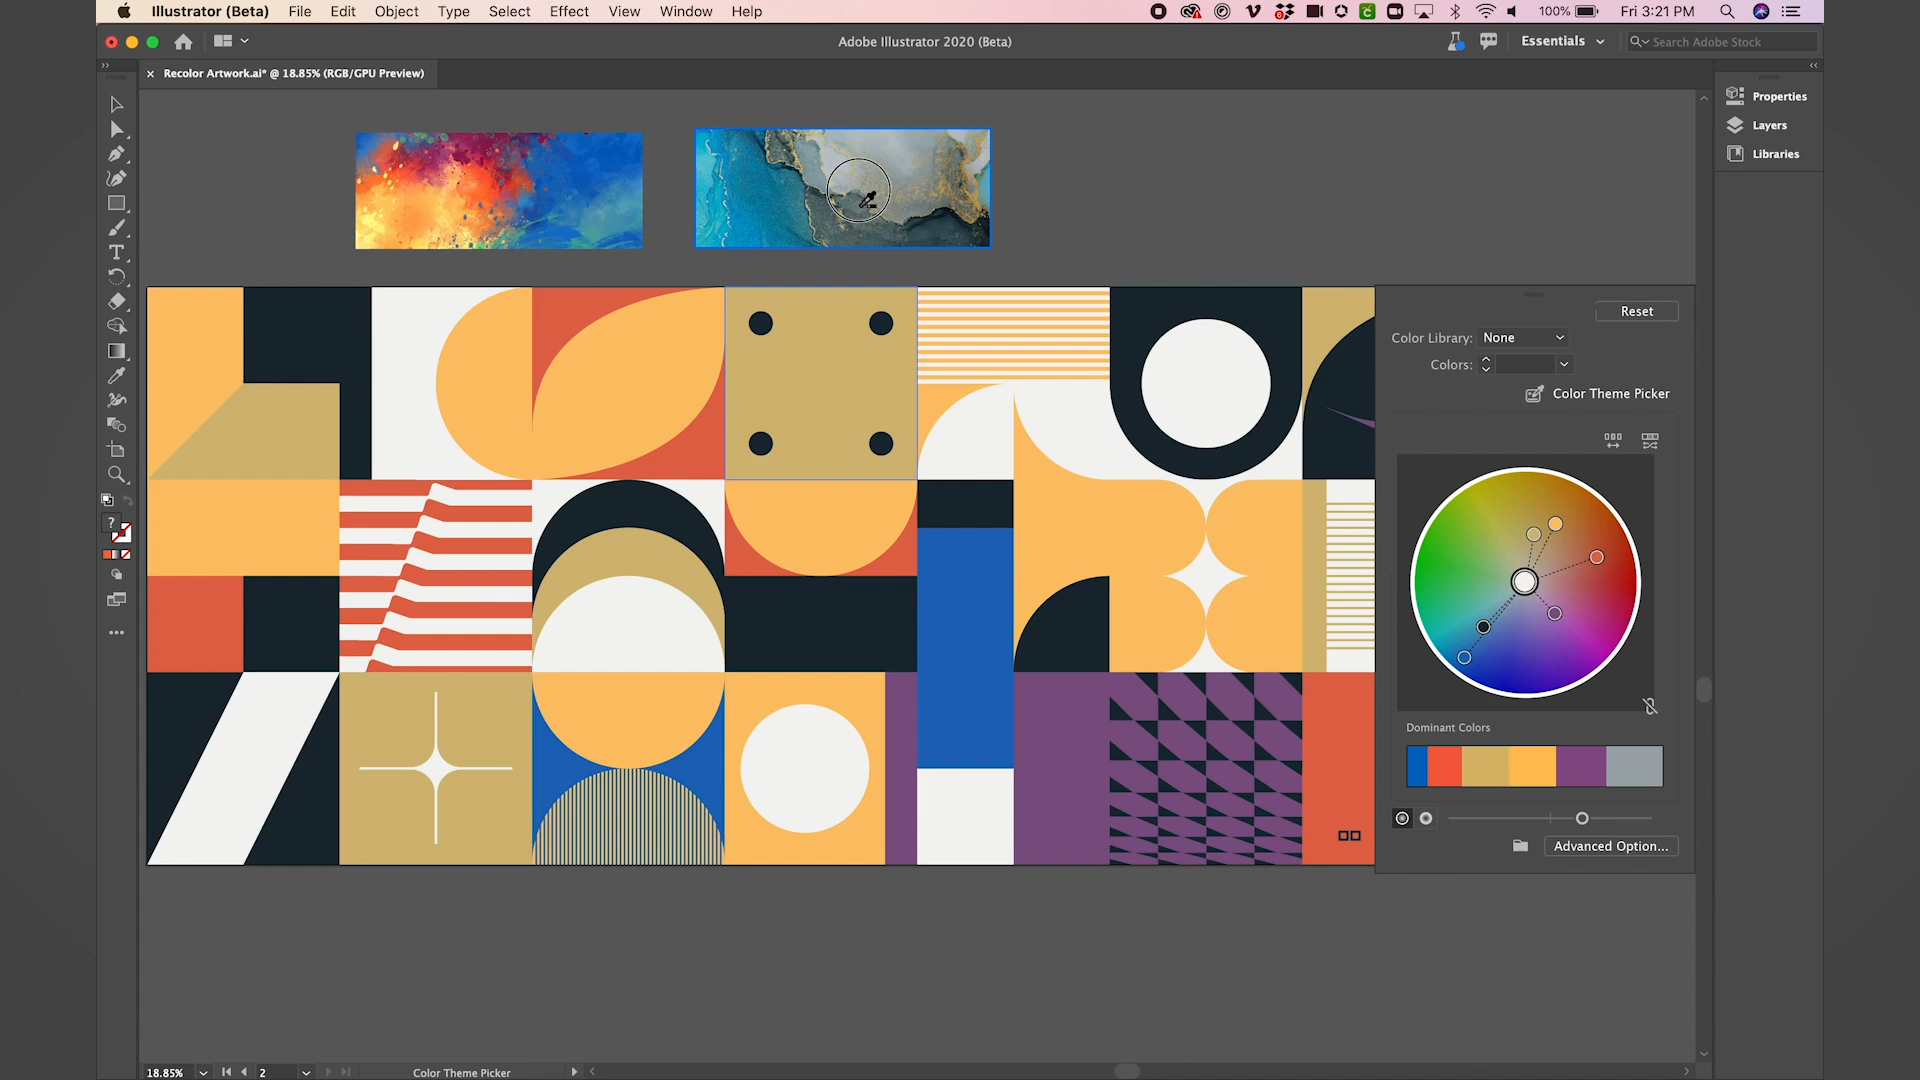 Illustrator (Beta) File Edit Object Type Select Effect View Window Help 100% Fri 3:21 PM
Adobe Illustrator 2020 (Beta) Essentials Search Adobe Stock
Recolor Artwork.ai* @ 18.85% (RGB/GPU Preview)
Properties
Layers
Libraries
Reset
Color Library: None
Colors:
Color Theme Picker
Dominant Colors
Advanced Option...
18.85% 2 Color Theme Picker